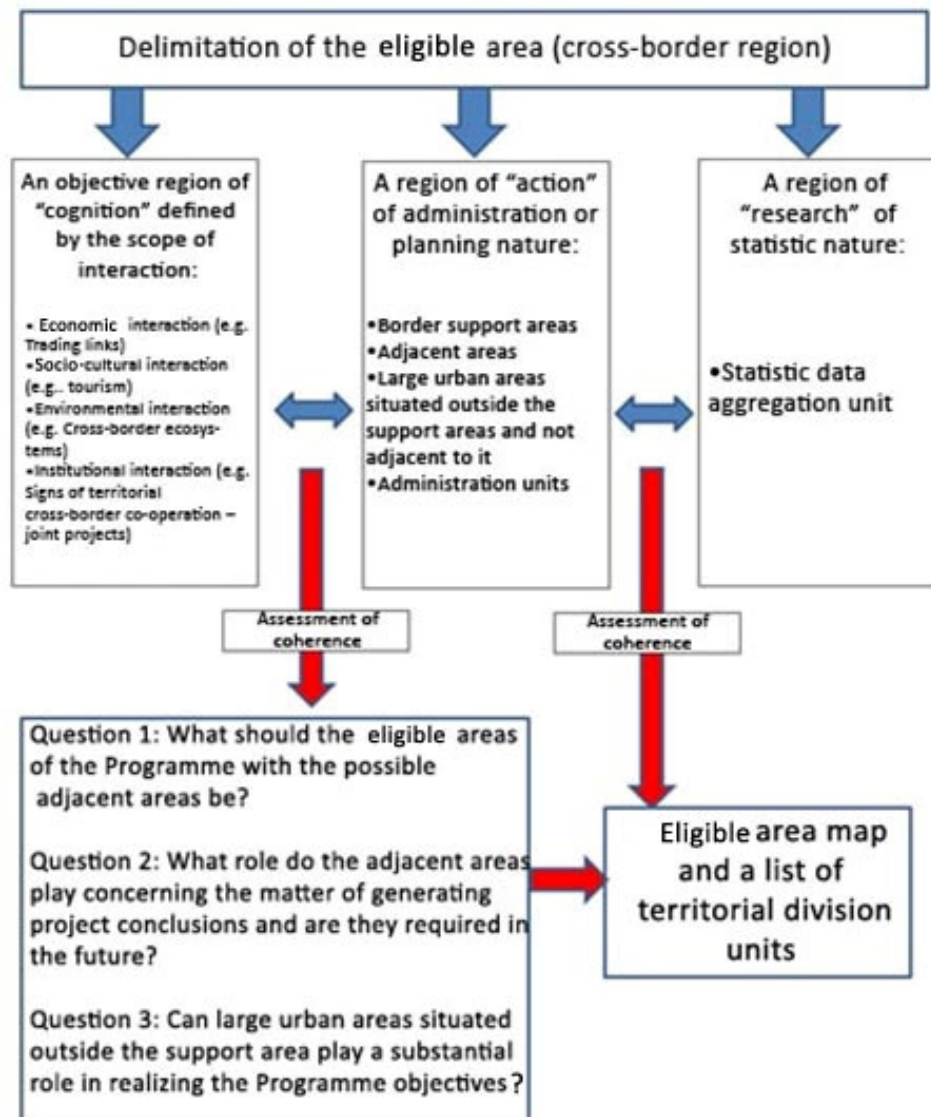 Delimitation of the eligible area (cross-border region)
An objective region of
“cognition” defined
by the scope of
interaction:
• Economic interaction (e.g.
Trading links)
•Socio-cultural interaction
(e.g.. tourism)
•Environmental interaction
(e.g. Cross-border ecosys-
tems)
•Institutional interaction (e.g.
Signs of territorial
cross-border co-operation –
joint projects)
A region of “action”
of administration or
planning nature:
•Border support areas
•Adjacent areas
•Large urban areas
situated outside the
support areas and not
adjacent to it
•Administration units
A region of
“research” of
statistic nature:
•Statistic data
aggregation unit
Assessment of
coherence
Assessment of
coherence
Question 1: What should the eligible areas
of the Programme with the possible
adjacent areas be?
Question 2: What role do the adjacent areas
play concerning the matter of generating
project conclusions and are they required in
the future?
Question 3: Can large urban areas situated
outside the support area play a substantial
role in realizing the Programme objectives?
Eligible area map
and a list of
territorial division
units